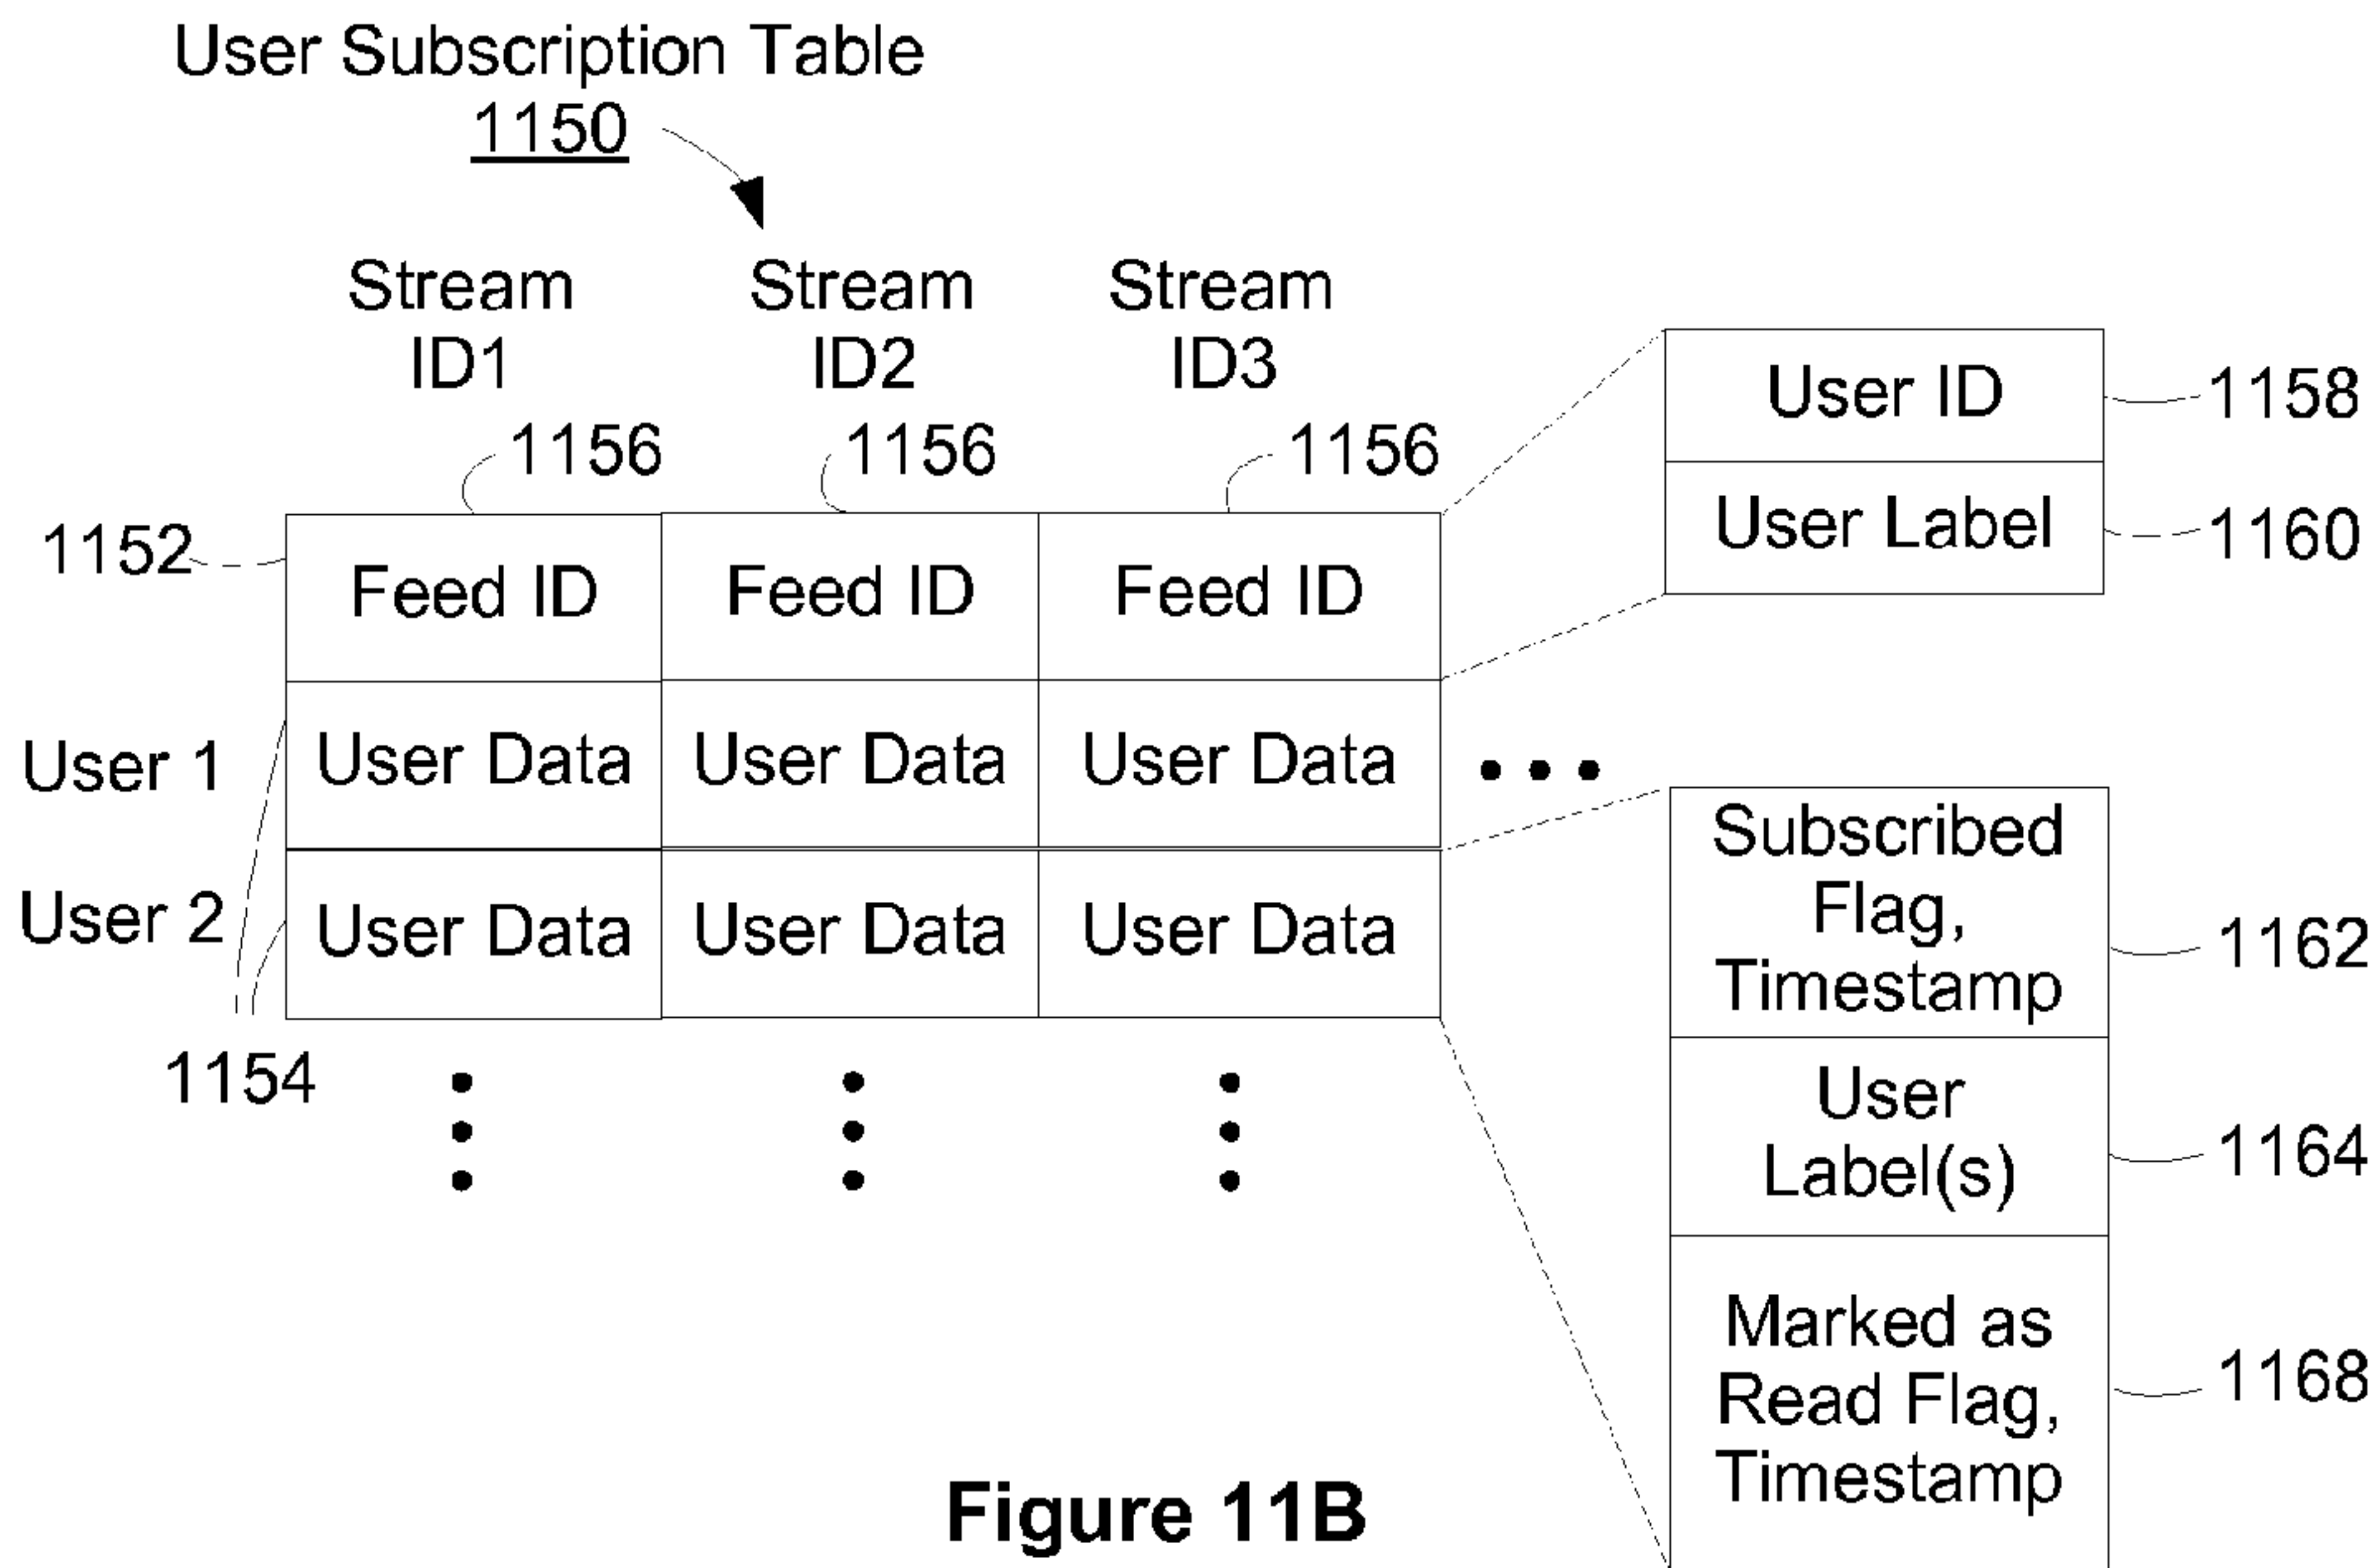 User Subscription Table
1150
Stream
ID1
Stream
ID2
Stream
ID3
1156
1156
1156
1152
Feed ID
Feed ID
Feed ID
User ID
1158
User Label
1160
User 1
User Data
User Data
User Data
User 2
User Data
User Data
User Data
1154
Subscribed
Flag,
Timestamp
1162
User
Label(s)
1164
Marked as
Read Flag,
Timestamp
1168
Figure 11B